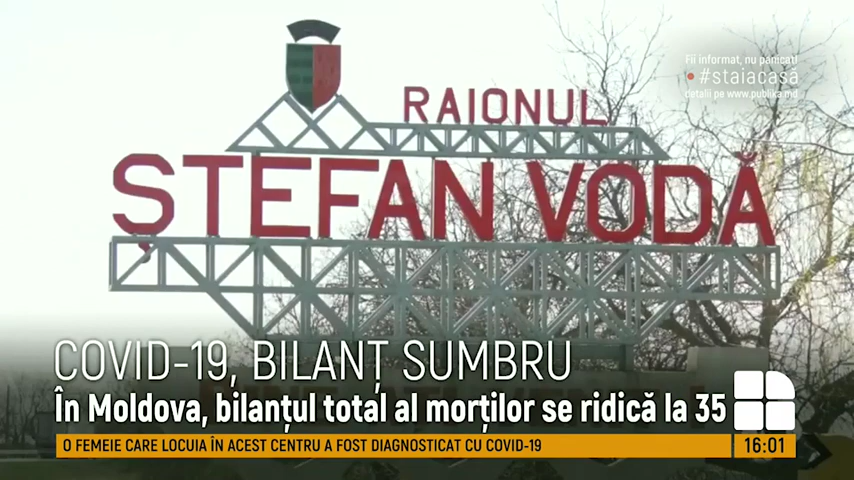 Fii informat, nu panicat!
#staiacasă
detalii pe www.publika.md
RAIONUL
ȘTEFAN VODĂ
COVID-19, BILANȚ SUMBRU
În Moldova, bilanțul total al morților se ridică la 35
O FEMEIE CARE LOCUIA ÎN ACEST CENTRU A FOST DIAGNOSTICAT CU COVID-19
16:01